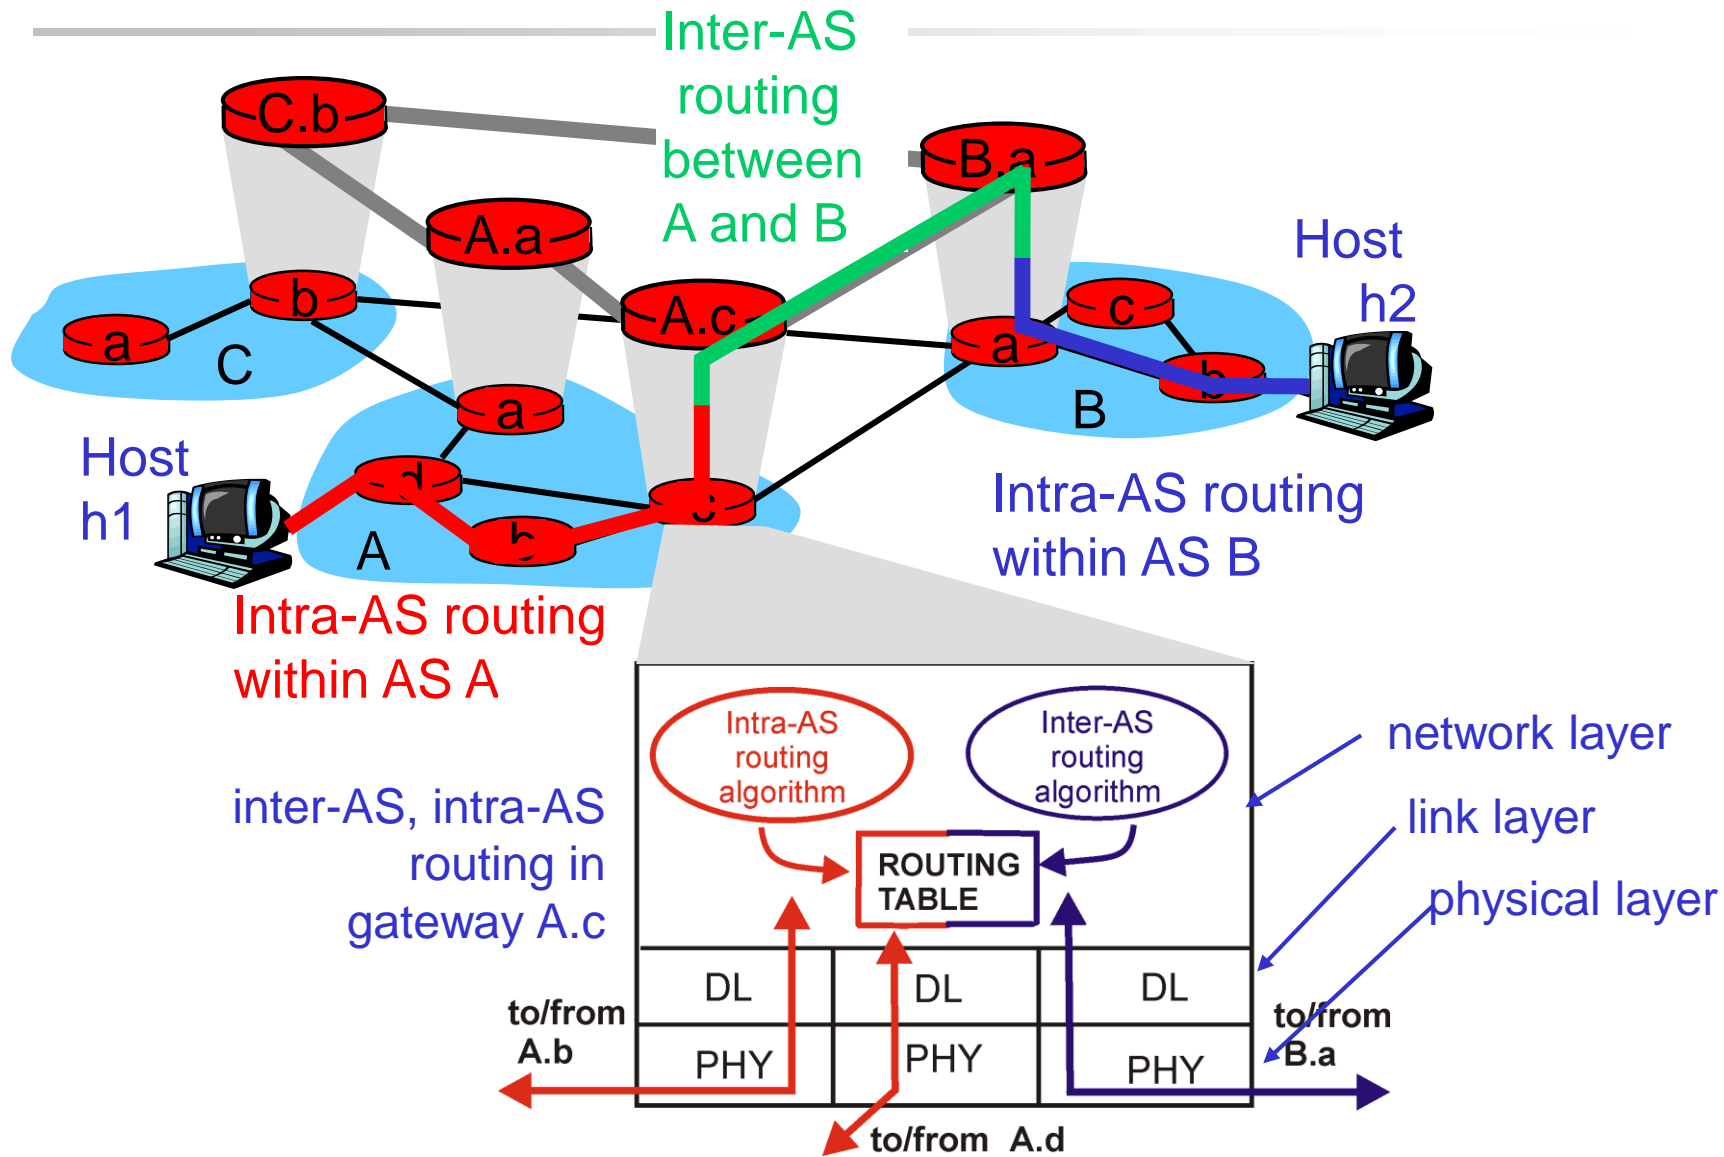 Inter-AS
routing
between
A and B
C.b
B.a
A.a
A.c
Host
h2
b
a
C
c
a
b
B
a
Host
h1
d
c
b
A
Intra-AS routing
within AS B
Intra-AS routing
within AS A
Intra-AS
routing
algorithm
Inter-AS
routing
algorithm
network layer
link layer
physical layer
inter-AS, intra-AS
routing in
gateway A.c
ROUTING
TABLE
DL
DL
DL
to/from
A.b
to/from
B.a
PHY
PHY
PHY
to/from A.d